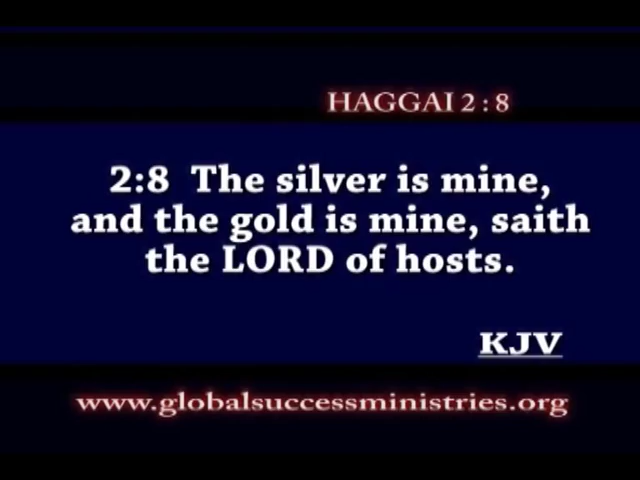 HAGGAI 2 : 8
2:8 The silver is mine,
and the gold is mine, saith
the LORD of hosts.
KJV
www.globalsuccessministries.org